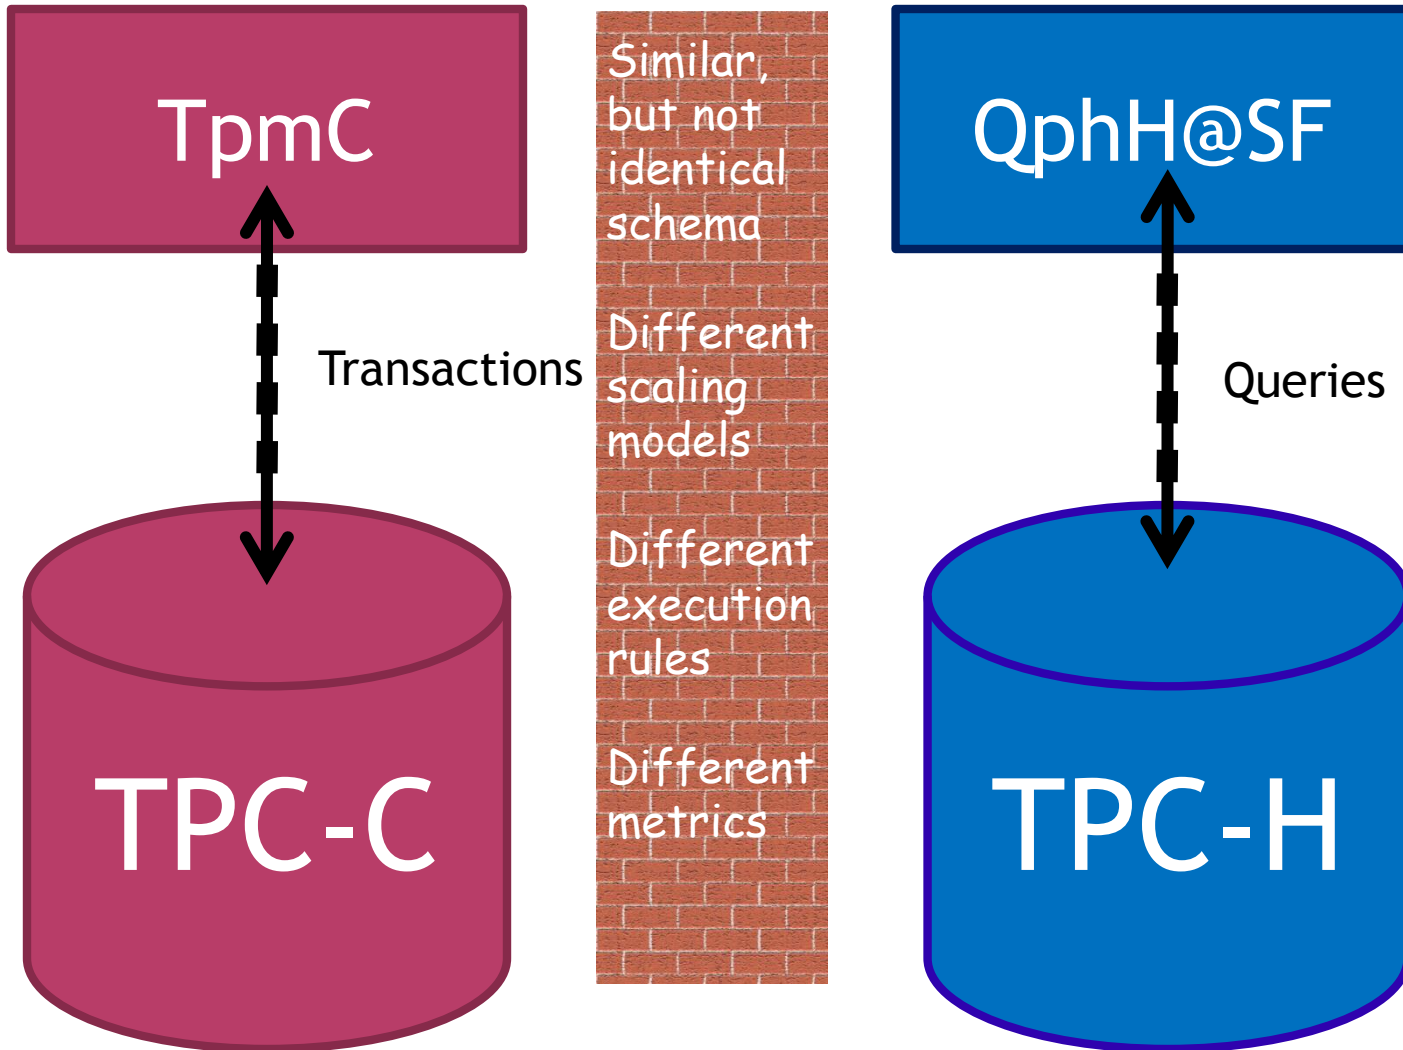 TpmC
Transactions
TPC-C
Similar,
but not
identical
schema
Different
scaling
models
Different
execution
rules
Different
metrics
QphH@SF
Queries
TPC-H